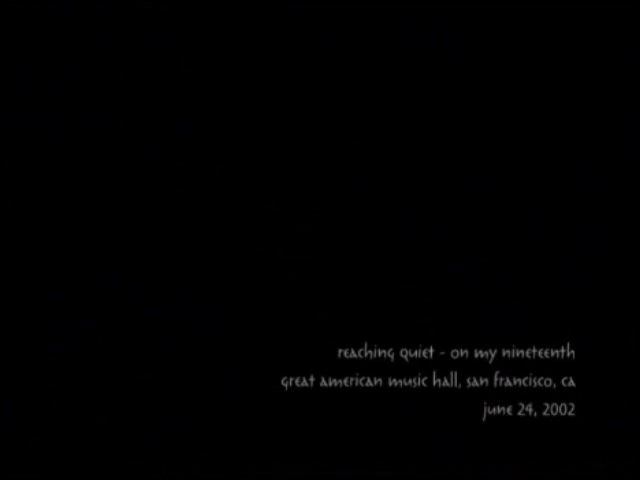 reaching quiet - on my nineteenth
great american music hall, san francisco, ca
june 24, 2002